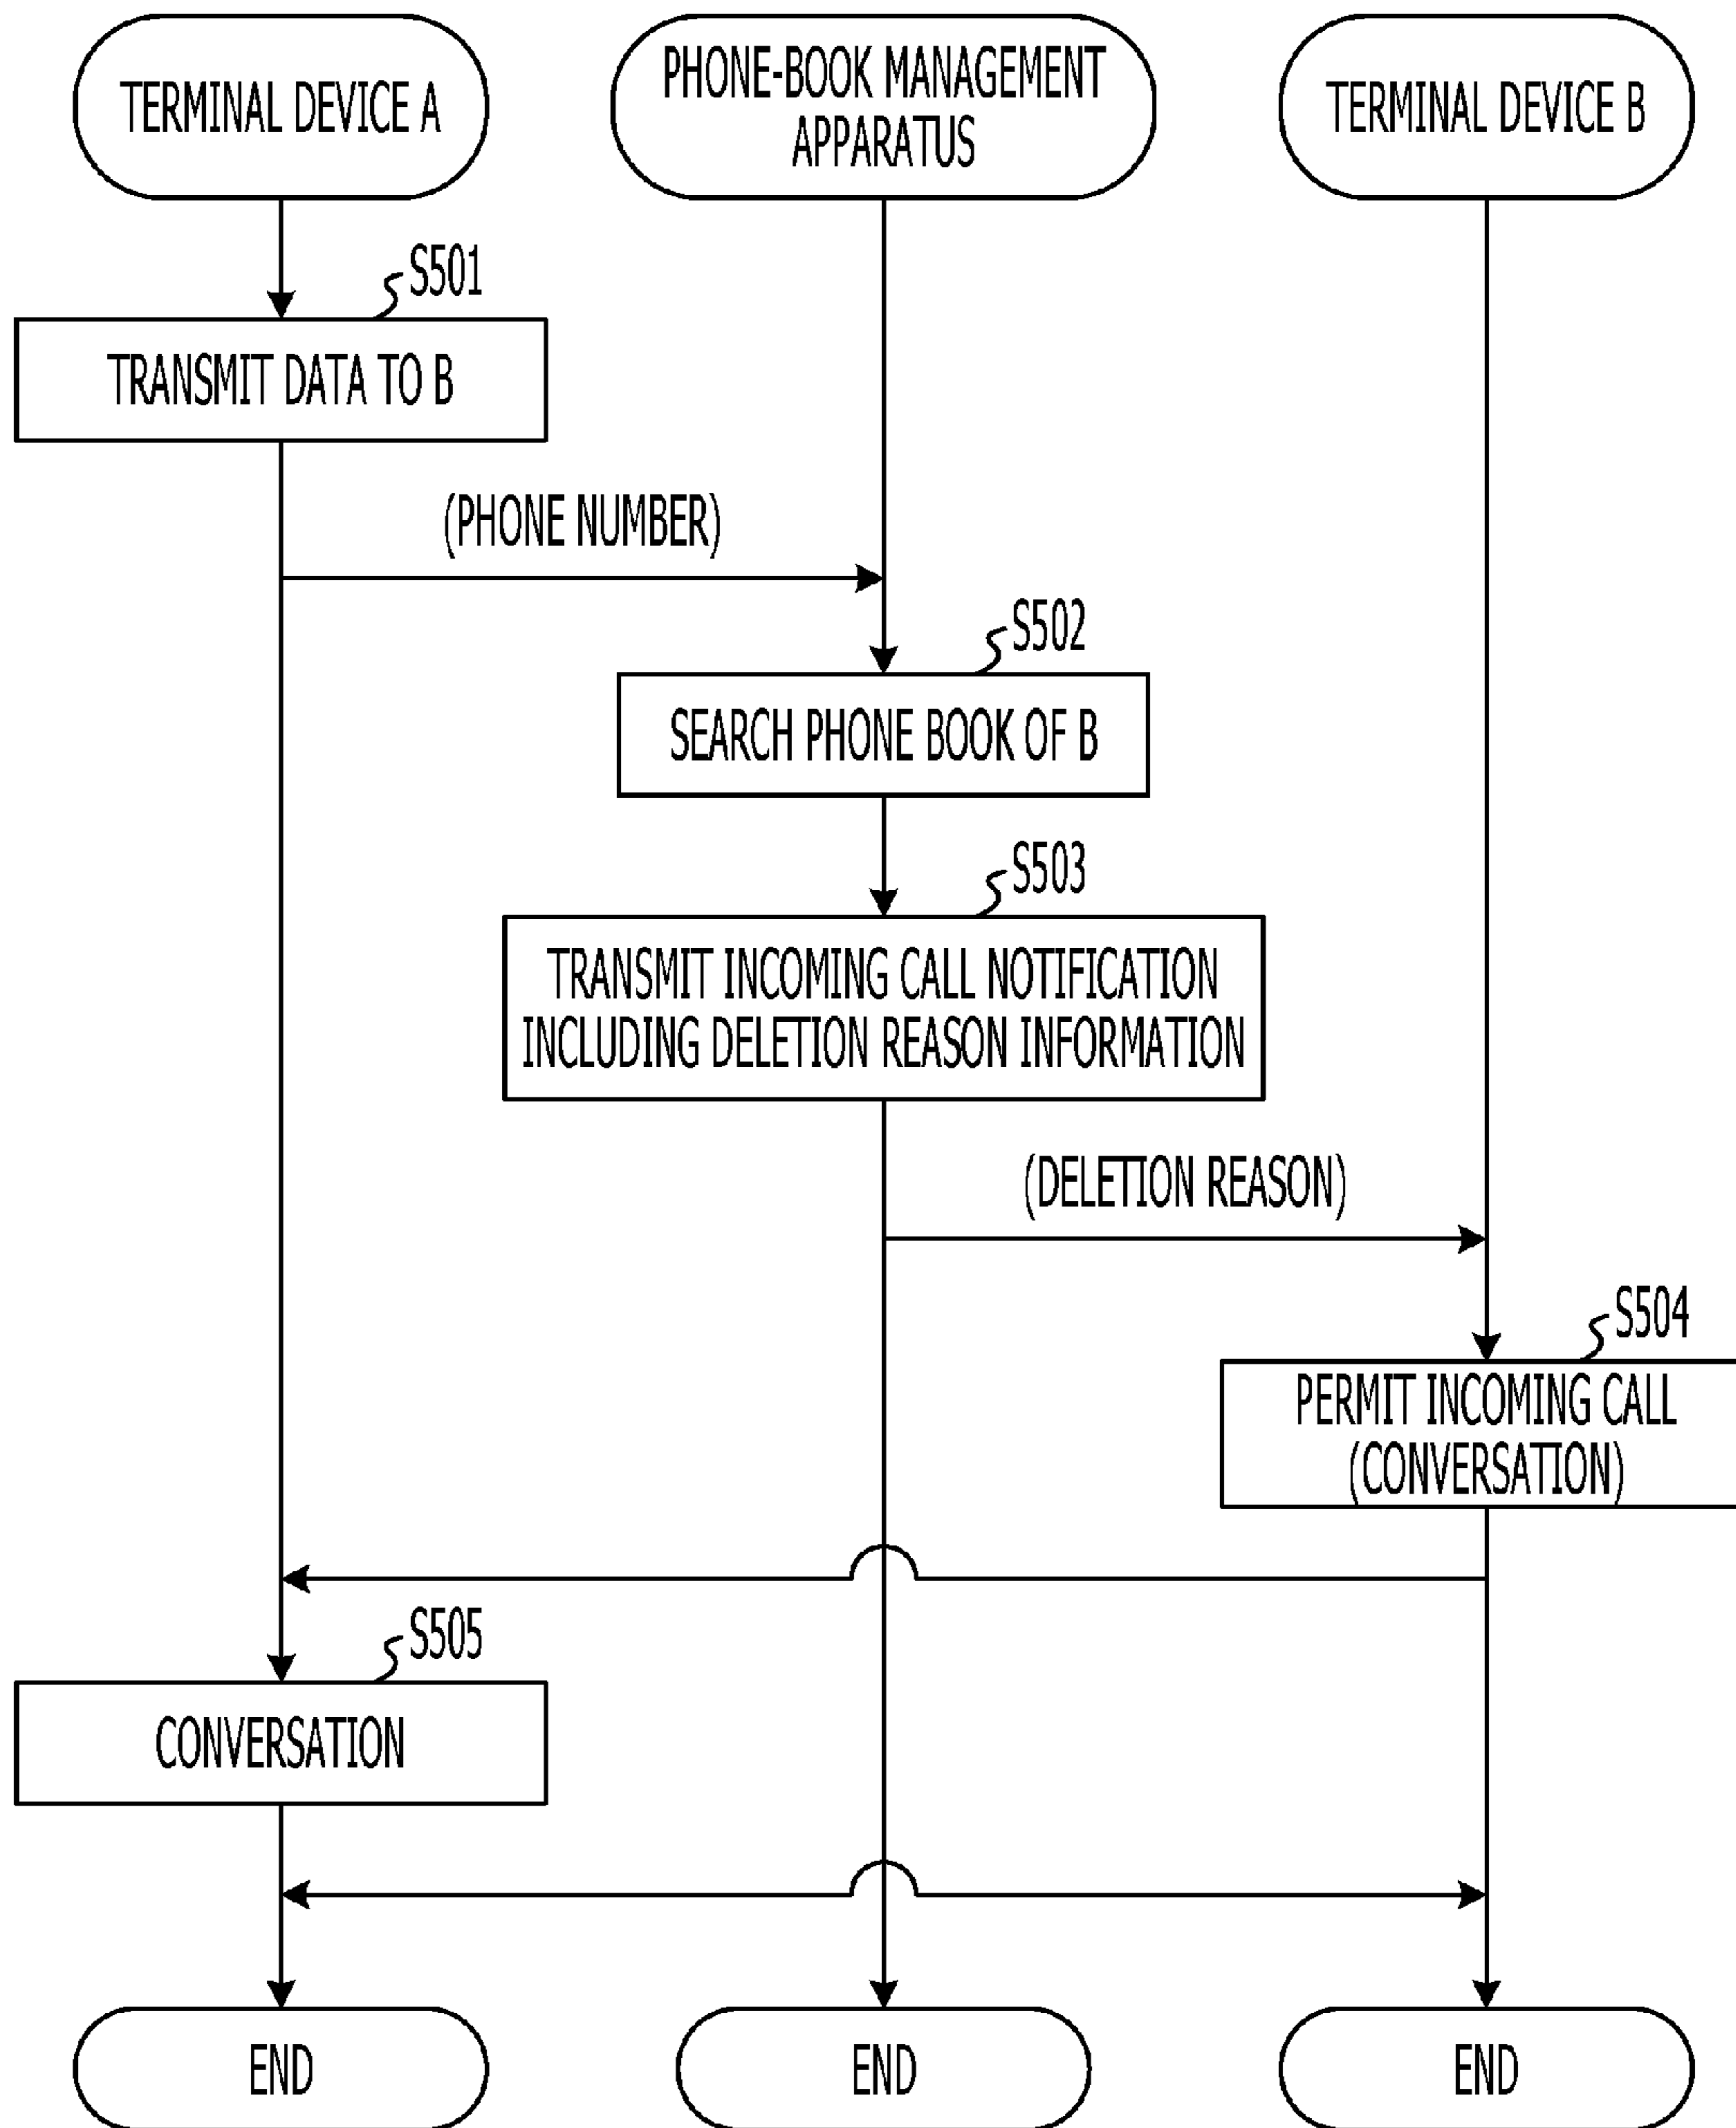 TERMINAL DEVICE A
PHONE-BOOK MANAGEMENT
APPARATUS
TERMINAL DEVICE B
S501
TRANSMIT DATA TO B
(PHONE NUMBER)
S502
SEARCH PHONE BOOK OF B
S503
TRANSMIT INCOMING CALL NOTIFICATION
INCLUDING DELETION REASON INFORMATION
(DELETION REASON)
S504
PERMIT INCOMING CALL
(CONVERSATION)
S505
CONVERSATION
END
END
END